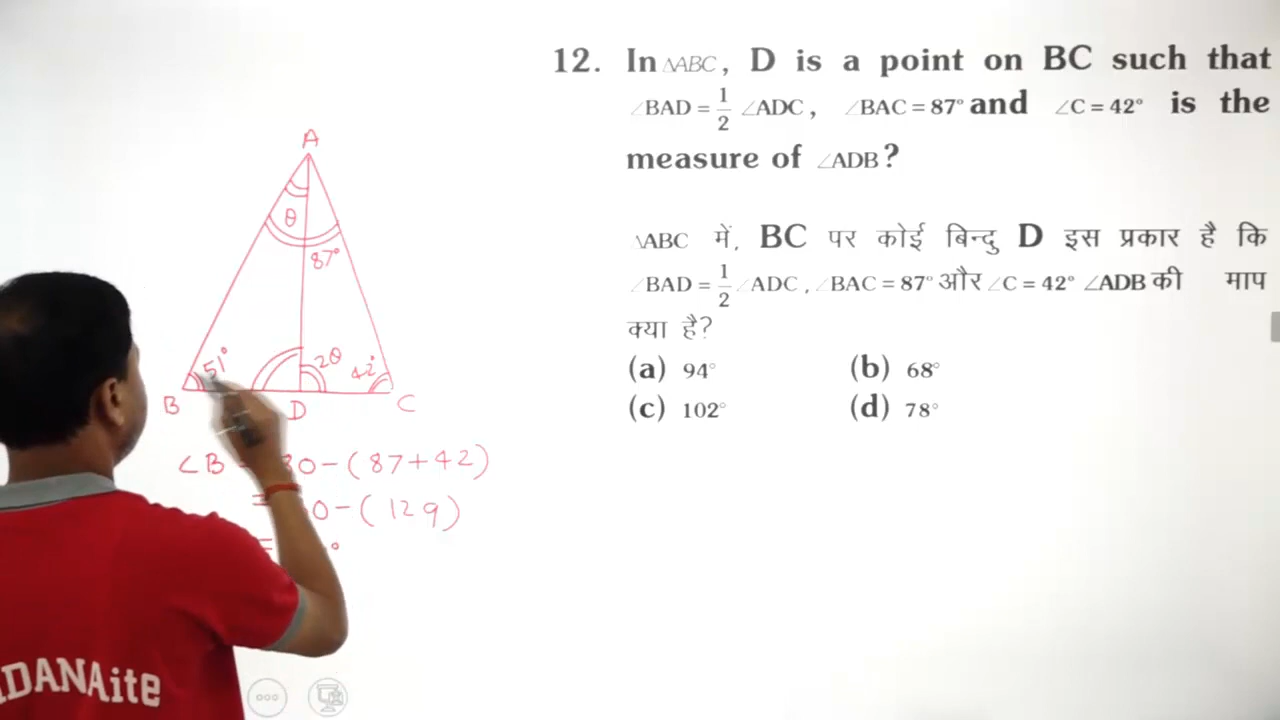 12. In △ABC, D is a point on BC such that
∠BAD = 1/2 ∠ADC, ∠BAC = 87° and ∠C = 42° is the
measure of ∠ADB?
\ABC में, BC पर कोई बिन्दु D इस प्रकार है कि
∠BAD = 1/2 ∠ADC, ∠BAC = 87° और ∠C = 42° ∠ADB की माप
क्या है?
(a) 94° (b) 68°
(c) 102° (d) 78°
A
θ
87°
51° 2θ 42°
B D C
∠B 80-(87+42)
= 0-(129)
= °
DANAite